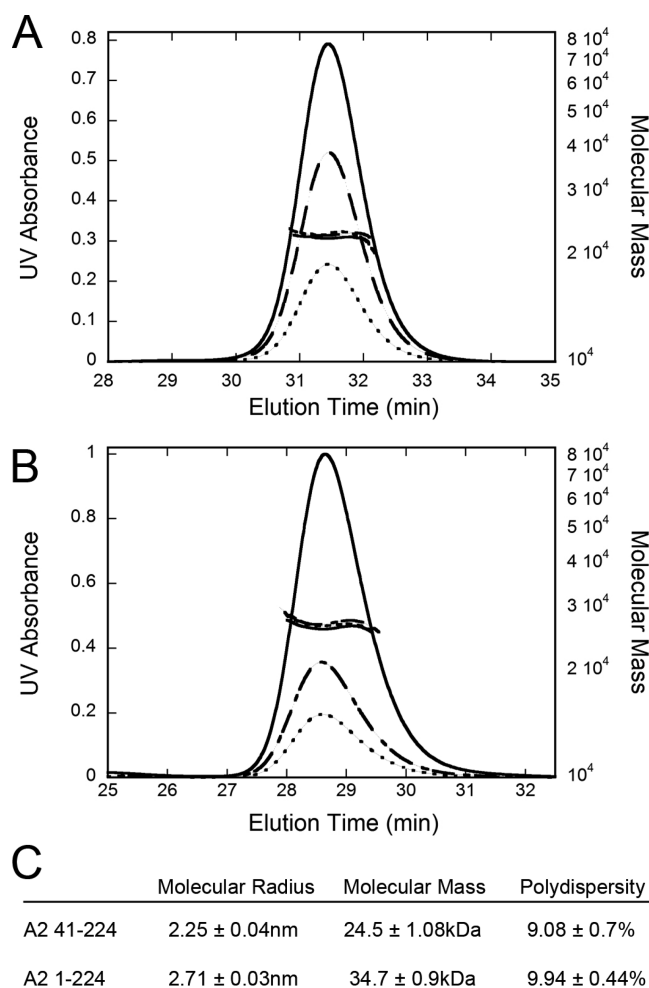 A
UV Absorbance
0.8
0.7
0.6
0.5
0.4
0.3
0.2
0.1
0
8 10⁴
7 10⁴
6 10⁴
5 10⁴
4 10⁴
3 10⁴
2 10⁴
10⁴
Molecular Mass
28 29 30 31 32 33 34 35
Elution Time (min)
B
UV Absorbance
1
0.8
0.6
0.4
0.2
0
8 10⁴
7 10⁴
6 10⁴
5 10⁴
4 10⁴
3 10⁴
2 10⁴
10⁴
Molecular Mass
25 26 27 28 29 30 31 32
Elution Time (min)
C
Molecular Radius Molecular Mass Polydispersity
A2 41-224 2.25 ± 0.04nm 24.5 ± 1.08kDa 9.08 ± 0.7%
A2 1-224 2.71 ± 0.03nm 34.7 ± 0.9kDa 9.94 ± 0.44%